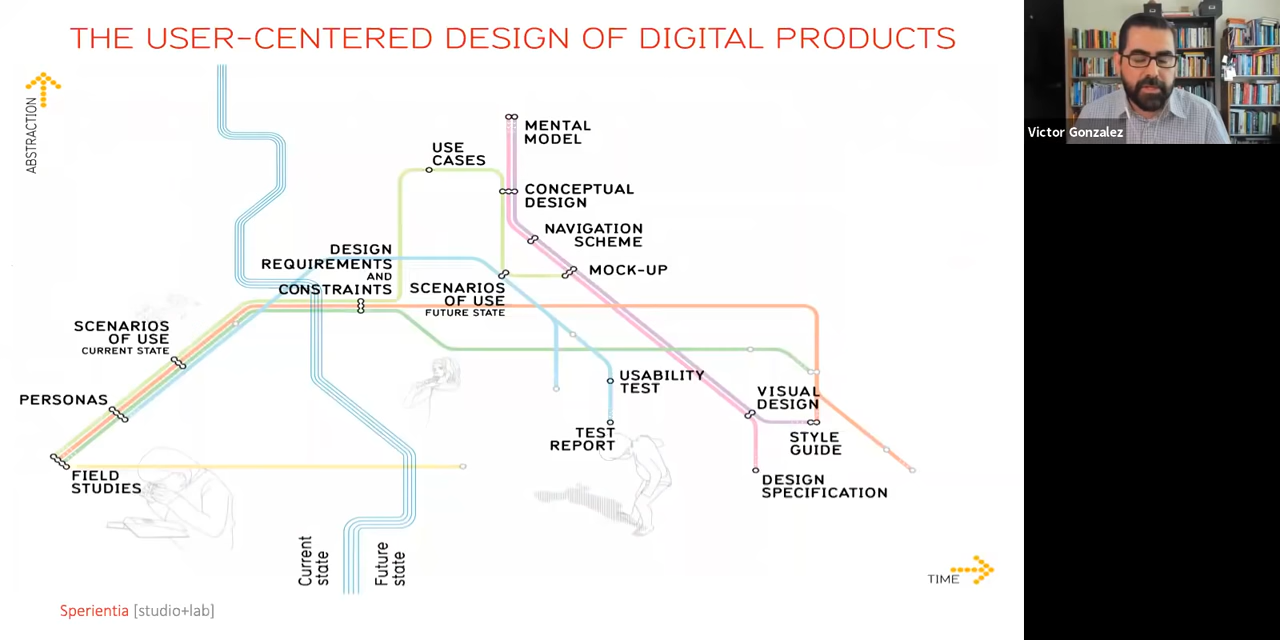 THE USER-CENTERED DESIGN OF DIGITAL PRODUCTS
ABSTRACTION
MENTAL
MODEL
USE
CASES
CONCEPTUAL
DESIGN
NAVIGATION
SCHEME
DESIGN
REQUIREMENTS
AND
CONSTRAINTS
MOCK-UP
SCENARIOS
OF USE
FUTURE STATE
SCENARIOS
OF USE
CURRENT STATE
PERSONAS
USABILITY
TEST
VISUAL
DESIGN
TEST
REPORT
STYLE
GUIDE
FIELD
STUDIES
DESIGN
SPECIFICATION
Current
state
Future
state
TIME
Sperientia [studio+lab]
Victor Gonzalez